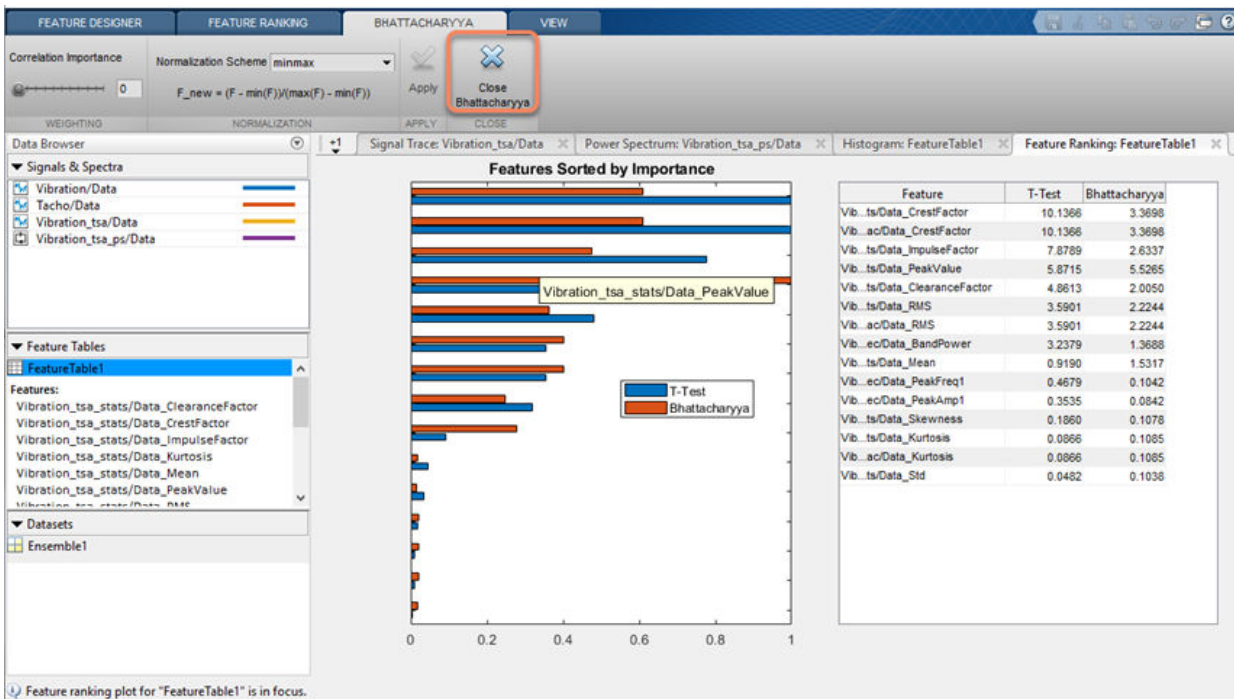 FEATURE DESIGNER FEATURE RANKING BHATTACHARYYA VIEW
Correlation Importance
0
WEIGHTING
Normalization Scheme minmax
F_new = (F - min(F))/(max(F) - min(F))
NORMALIZATION
Apply
APPLY
Close
Bhattacharyya
CLOSE
Data Browser
Signals & Spectra
Vibration/Data
Tacho/Data
Vibration_tsa/Data
Vibration_tsa_ps/Data
Feature Tables
FeatureTable1
Features:
Vibration_tsa_stats/Data_ClearanceFactor
Vibration_tsa_stats/Data_CrestFactor
Vibration_tsa_stats/Data_ImpulseFactor
Vibration_tsa_stats/Data_Kurtosis
Vibration_tsa_stats/Data_Mean
Vibration_tsa_stats/Data_PeakValue
Vibration_tsa_stats/Data_RMS
Datasets
Ensemble1
+1 Signal Trace: Vibration_tsa/Data Power Spectrum: Vibration_tsa_ps/Data Histogram: FeatureTable1 Feature Ranking: FeatureTable1
Features Sorted by Importance
Vibration_tsa_stats/Data_PeakValue
T-Test
Bhattacharyya
0 0.2 0.4 0.6 0.8 1
Feature T-Test Bhattacharyya
Vib...ts/Data_CrestFactor 10.1366 3.3698
Vib...ac/Data_CrestFactor 10.1366 3.3698
Vib...ts/Data_ImpulseFactor 7.8789 2.6337
Vib...ts/Data_PeakValue 5.8715 5.5265
Vib...ts/Data_ClearanceFactor 4.8613 2.0050
Vib...ts/Data_RMS 3.5901 2.2244
Vib...ac/Data_RMS 3.5901 2.2244
Vib...ec/Data_BandPower 3.2379 1.3688
Vib...ts/Data_Mean 0.9190 1.5317
Vib...ec/Data_PeakFreq1 0.4679 0.1042
Vib...ec/Data_PeakAmp1 0.3535 0.0842
Vib...ts/Data_Skewness 0.1860 0.1078
Vib...ts/Data_Kurtosis 0.0866 0.1085
Vib...ac/Data_Kurtosis 0.0866 0.1085
Vib...ts/Data_Std 0.0482 0.1038
Feature ranking plot for "FeatureTable1" is in focus.